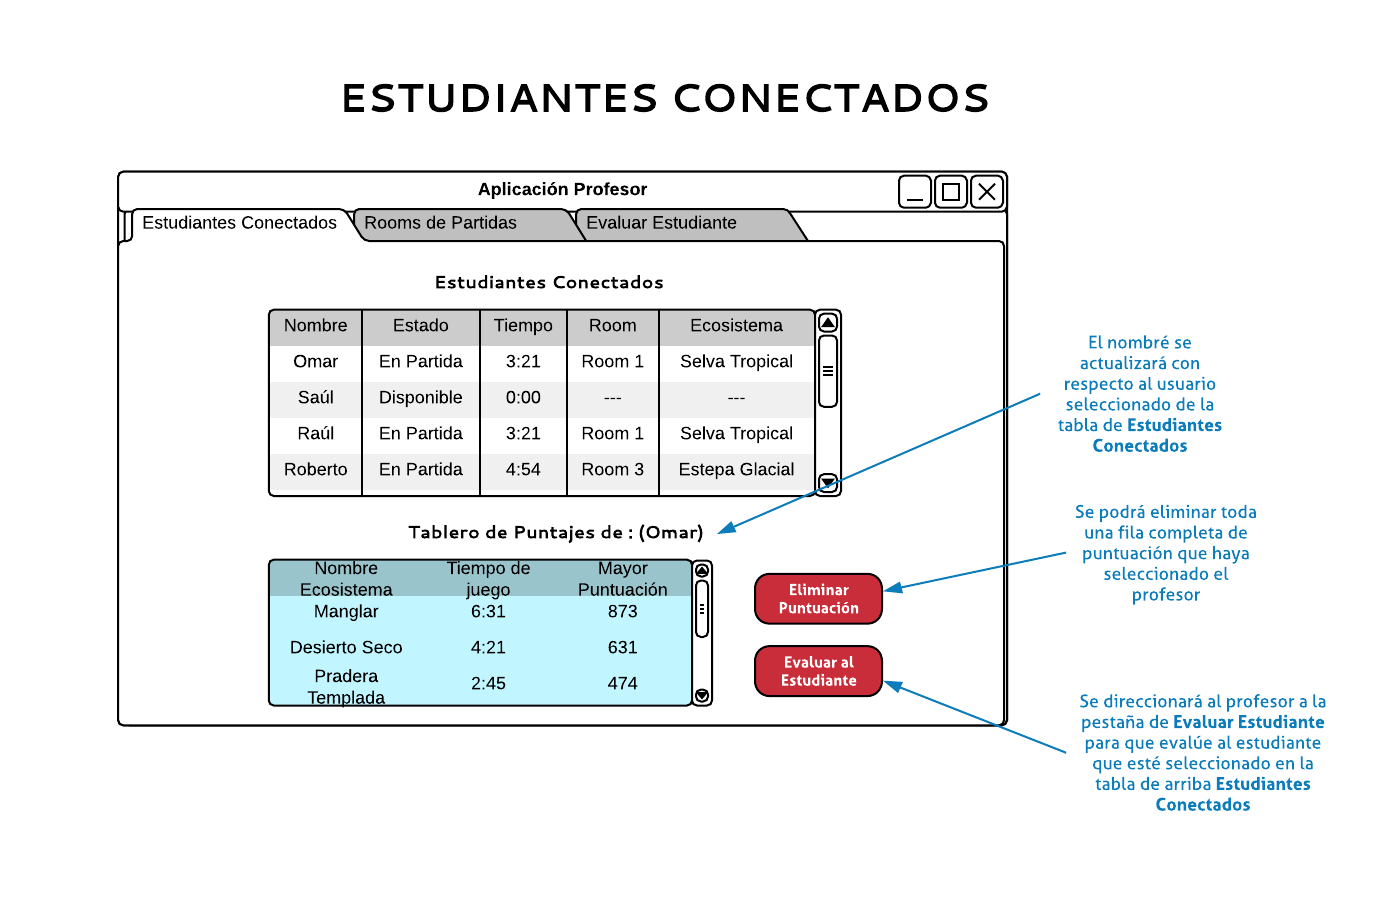 ESTUDIANTES CONECTADOS
Aplicación Profesor
Estudiantes Conectados Rooms de Partidas Evaluar Estudiante
Estudiantes Conectados
Nombre Estado Tiempo Room Ecosistema
Omar En Partida 3:21 Room 1 Selva Tropical
Saúl Disponible 0:00 --- ---
Raúl En Partida 3:21 Room 1 Selva Tropical
Roberto En Partida 4:54 Room 3 Estepa Glacial
Tablero de Puntajes de : (Omar)
Nombre Ecosistema Tiempo de juego Mayor Puntuación
Manglar 6:31 873
Desierto Seco 4:21 631
Pradera Templada 2:45 474
Eliminar
Puntuación
Evaluar al
Estudiante
El nombré se
actualizará con
respecto al usuario
seleccionado de la
tabla de Estudiantes
Conectados
Se podrá eliminar toda
una fila completa de
puntuación que haya
seleccionado el
profesor
Se direccionará al profesor a la
pestaña de Evaluar Estudiante
para que evalúe al estudiante
que esté seleccionado en la
tabla de arriba Estudiantes
Conectados